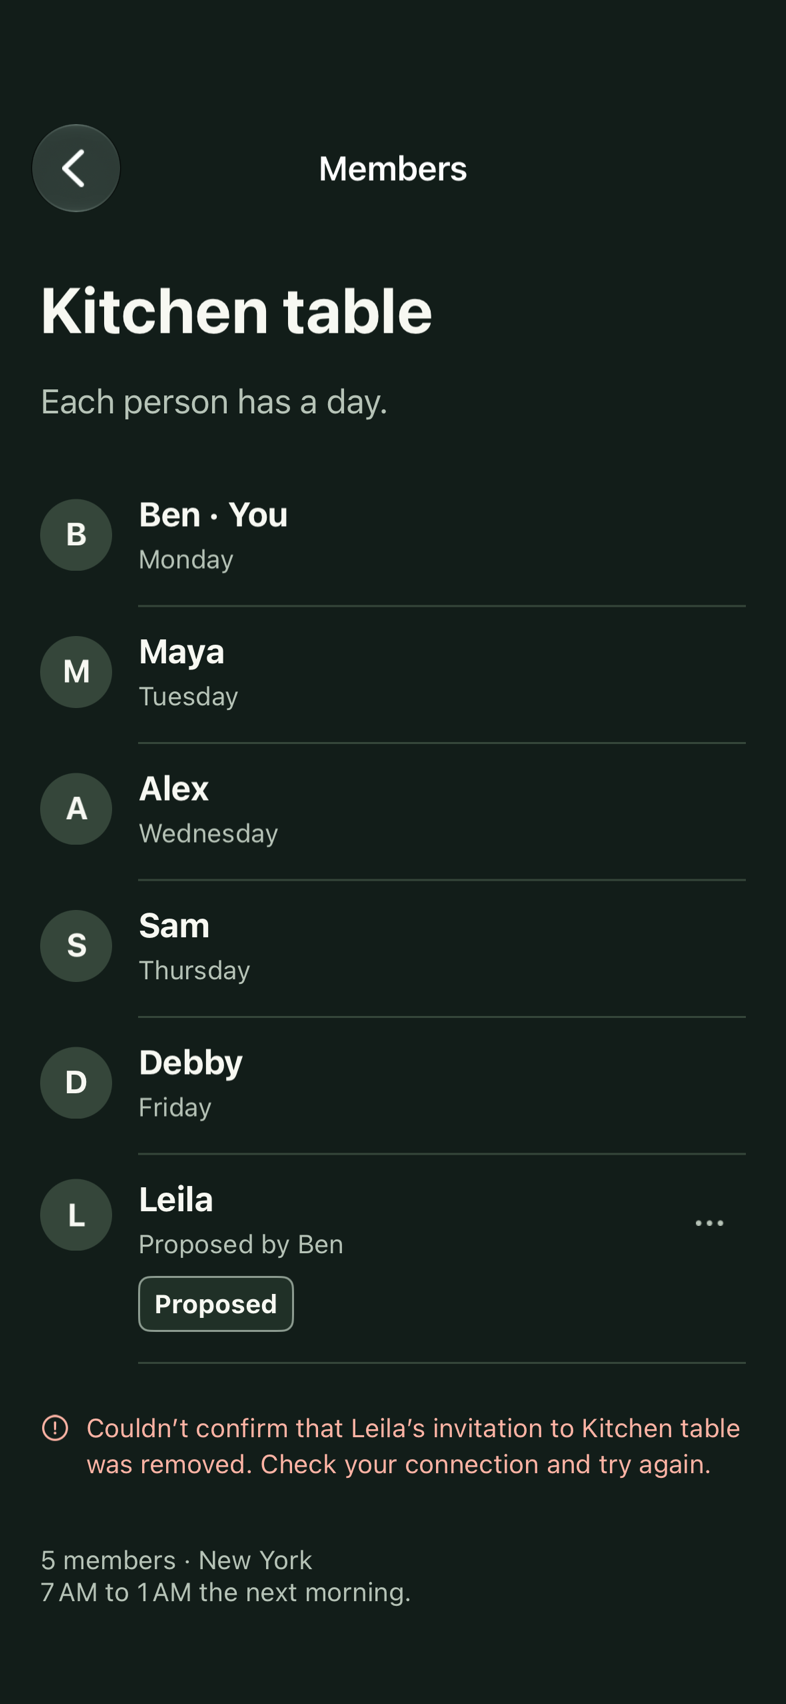 Members
Kitchen table
Each person has a day.
B
Ben · You
Monday
M
Maya
Tuesday
A
Alex
Wednesday
S
Sam
Thursday
D
Debby
Friday
L
Leila
Proposed by Ben
Proposed
Couldn’t confirm that Leila’s invitation to Kitchen table
was removed. Check your connection and try again.
5 members · New York
7 AM to 1 AM the next morning.